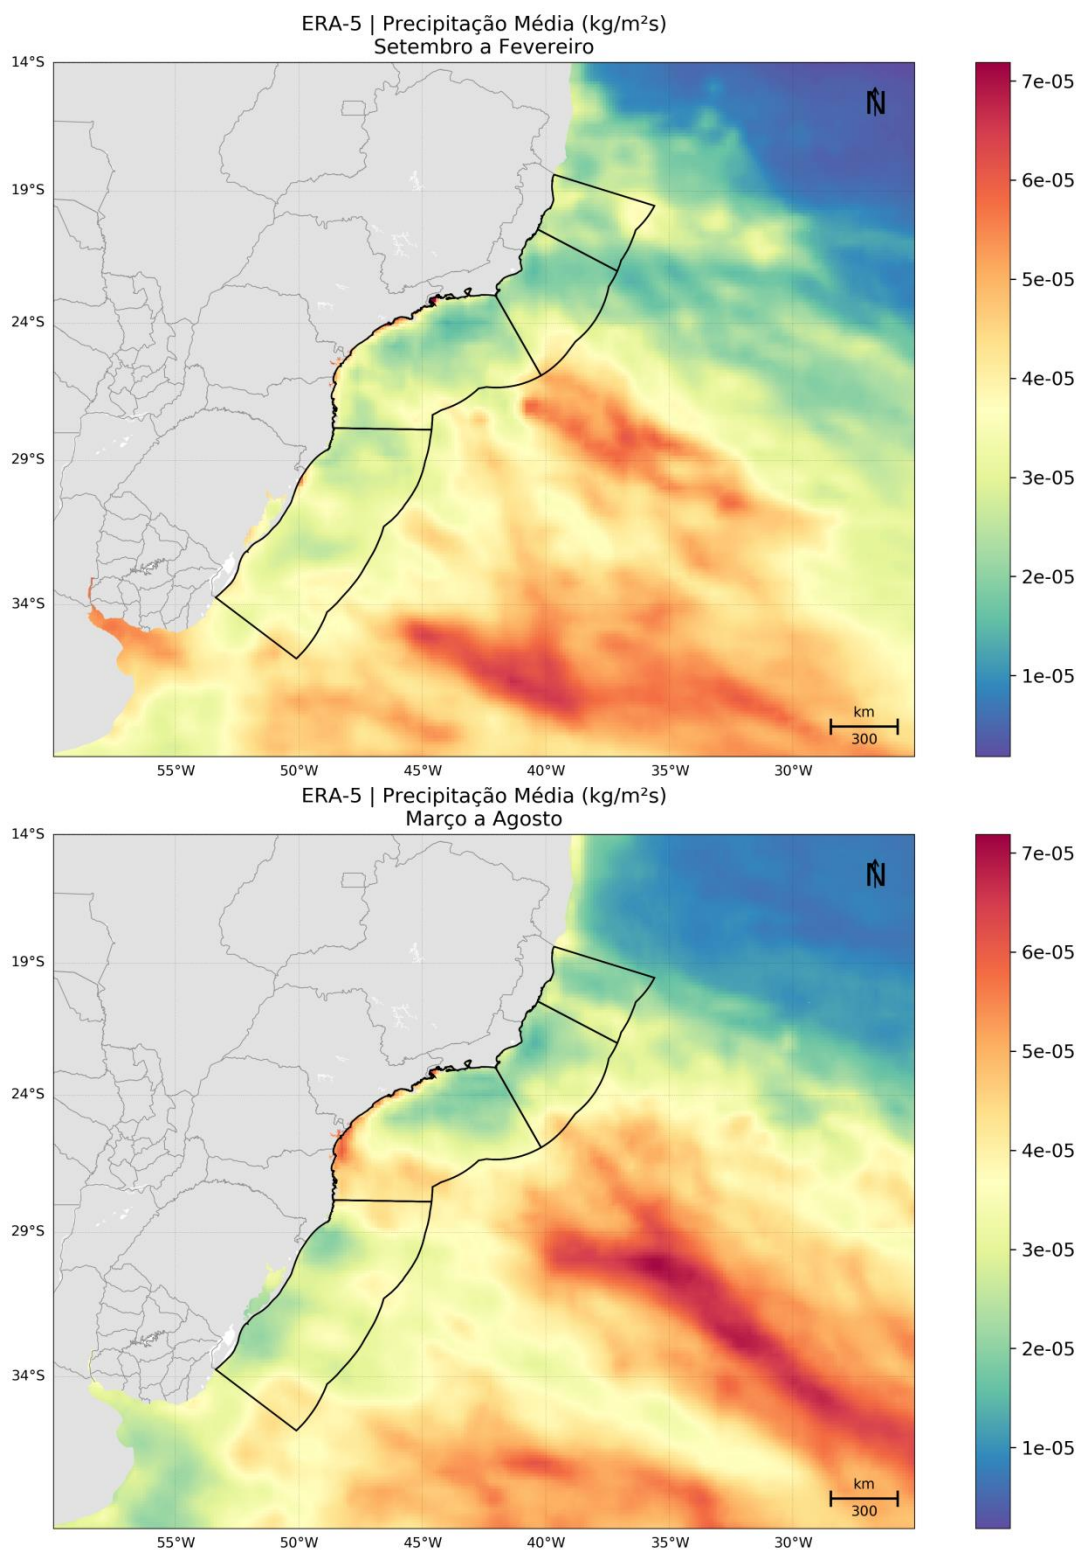 ERA-5 | Precipitação Média (kg/m²s)
Setembro a Fevereiro
14°S
19°S
24°S
29°S
34°S
55°W
50°W
45°W
40°W
35°W
30°W
N
km
300
7e-05
6e-05
5e-05
4e-05
3e-05
2e-05
1e-05
ERA-5 | Precipitação Média (kg/m²s)
Março a Agosto
14°S
19°S
24°S
29°S
34°S
55°W
50°W
45°W
40°W
35°W
30°W
N
km
300
7e-05
6e-05
5e-05
4e-05
3e-05
2e-05
1e-05